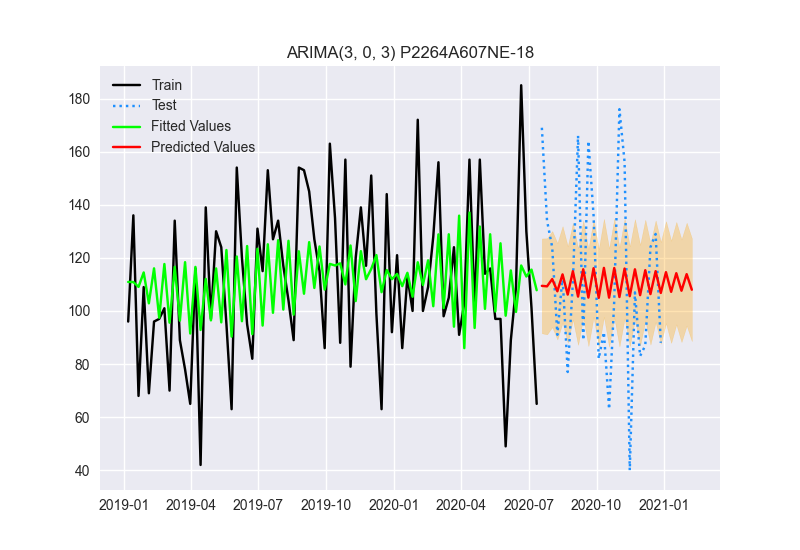 ARIMA(3, 0, 3) P2264A607NE-18
Train
Test
Fitted Values
Predicted Values
180
160
140
120
100
80
60
40
2019-01 2019-04 2019-07 2019-10 2020-01 2020-04 2020-07 2020-10 2021-01